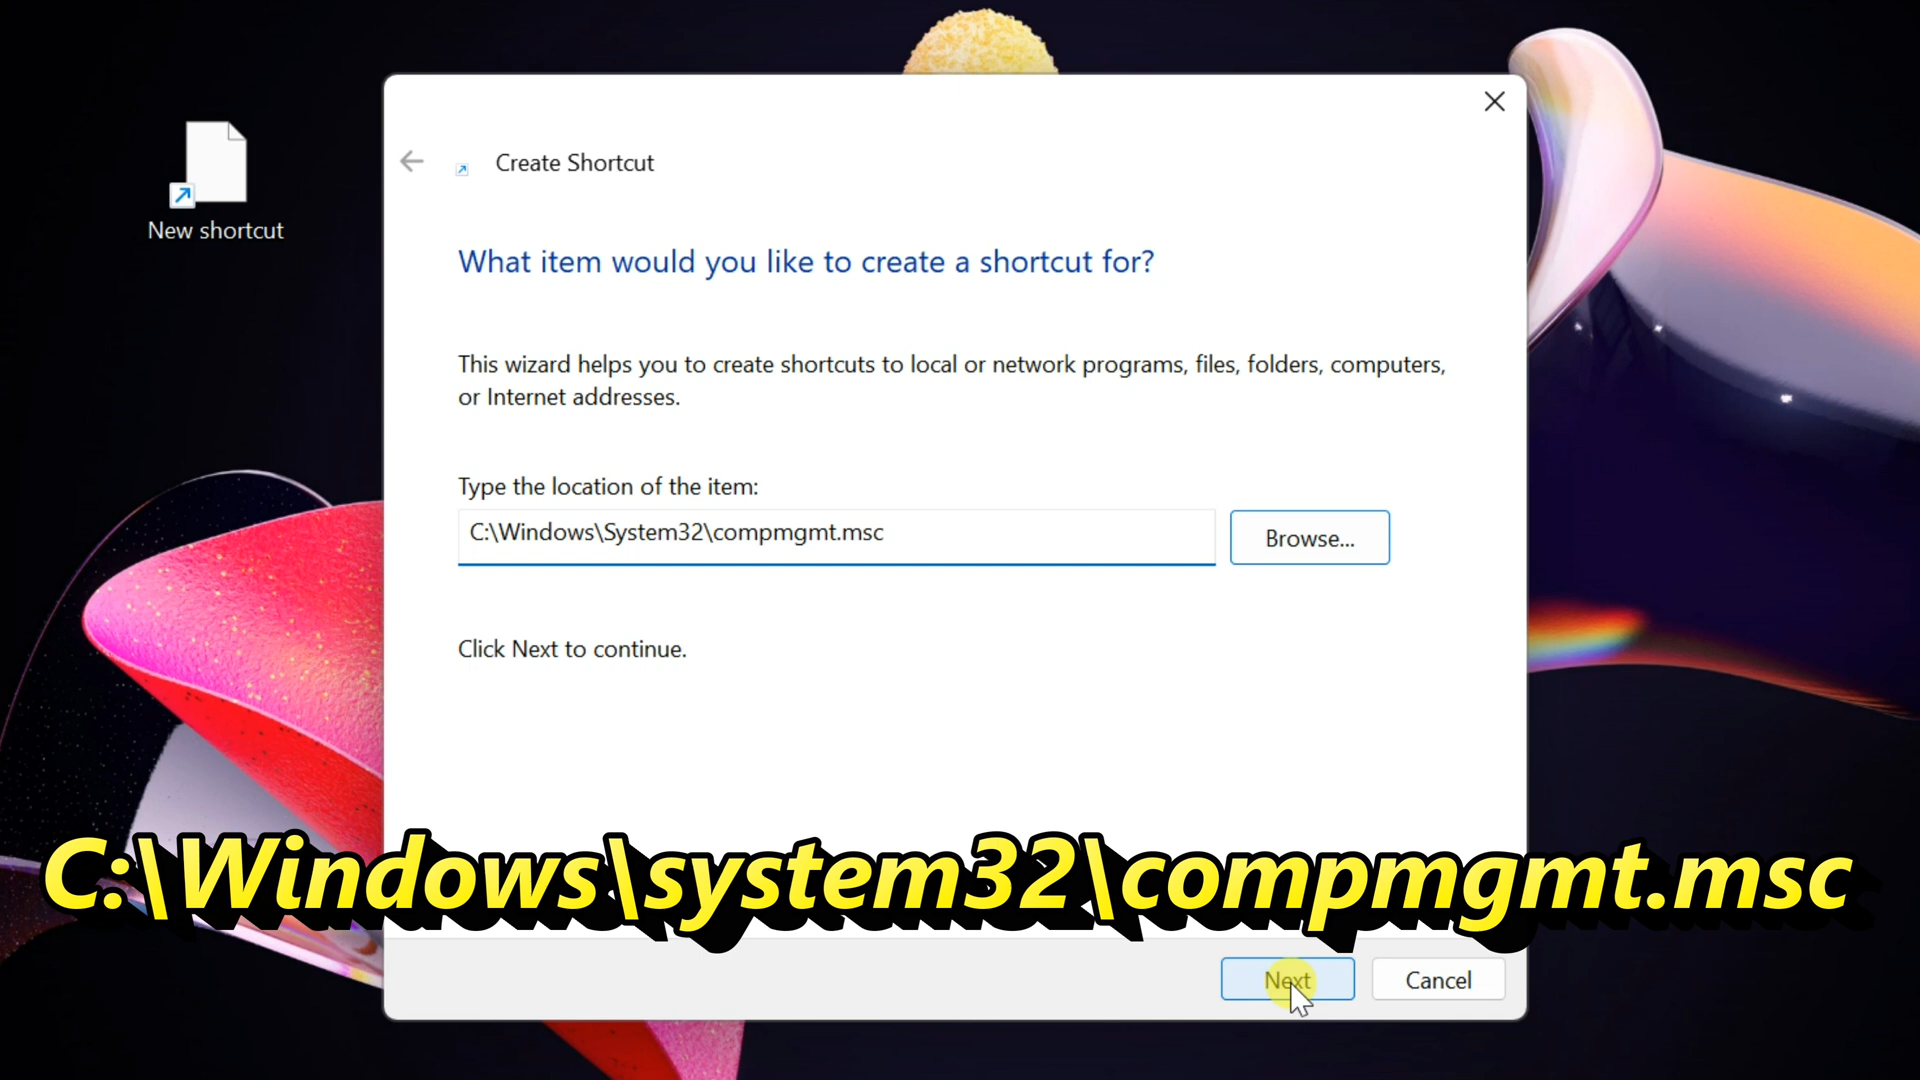 New shortcut
Create Shortcut
What item would you like to create a shortcut for?
This wizard helps you to create shortcuts to local or network programs, files, folders, computers,
or Internet addresses.
Type the location of the item:
C:\Windows\System32\compmgmt.msc
Browse...
Click Next to continue.
C:\Windows\system32\compmgmt.msc
Next
Cancel